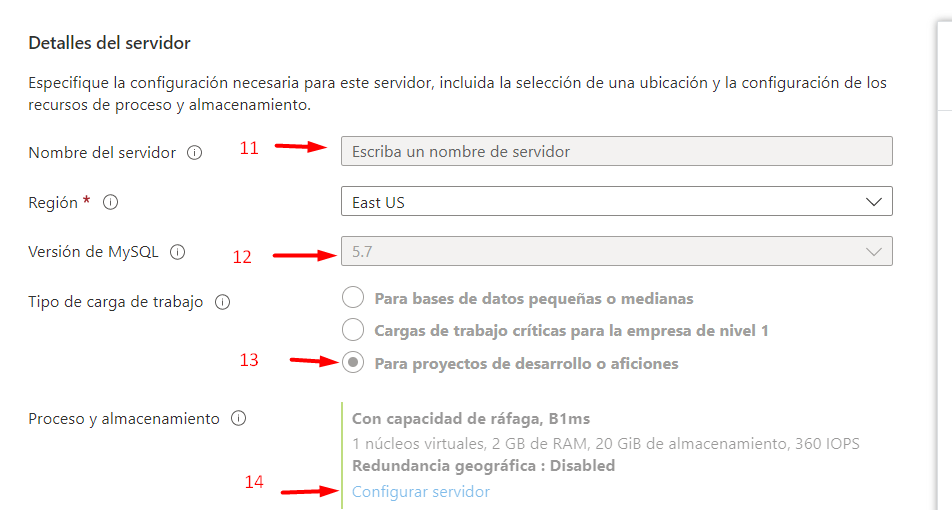 Detalles del servidor
Especifique la configuración necesaria para este servidor, incluida la selección de una ubicación y la configuración de los
recursos de proceso y almacenamiento.
Nombre del servidor 11 Escriba un nombre de servidor
Región * East US
Versión de MySQL 12 5.7
Tipo de carga de trabajo Para bases de datos pequeñas o medianas
Cargas de trabajo críticas para la empresa de nivel 1
13 Para proyectos de desarrollo o aficiones
Proceso y almacenamiento Con capacidad de ráfaga, B1ms
1 núcleos virtuales, 2 GB de RAM, 20 GiB de almacenamiento, 360 IOPS
Redundancia geográfica : Disabled
14 Configurar servidor